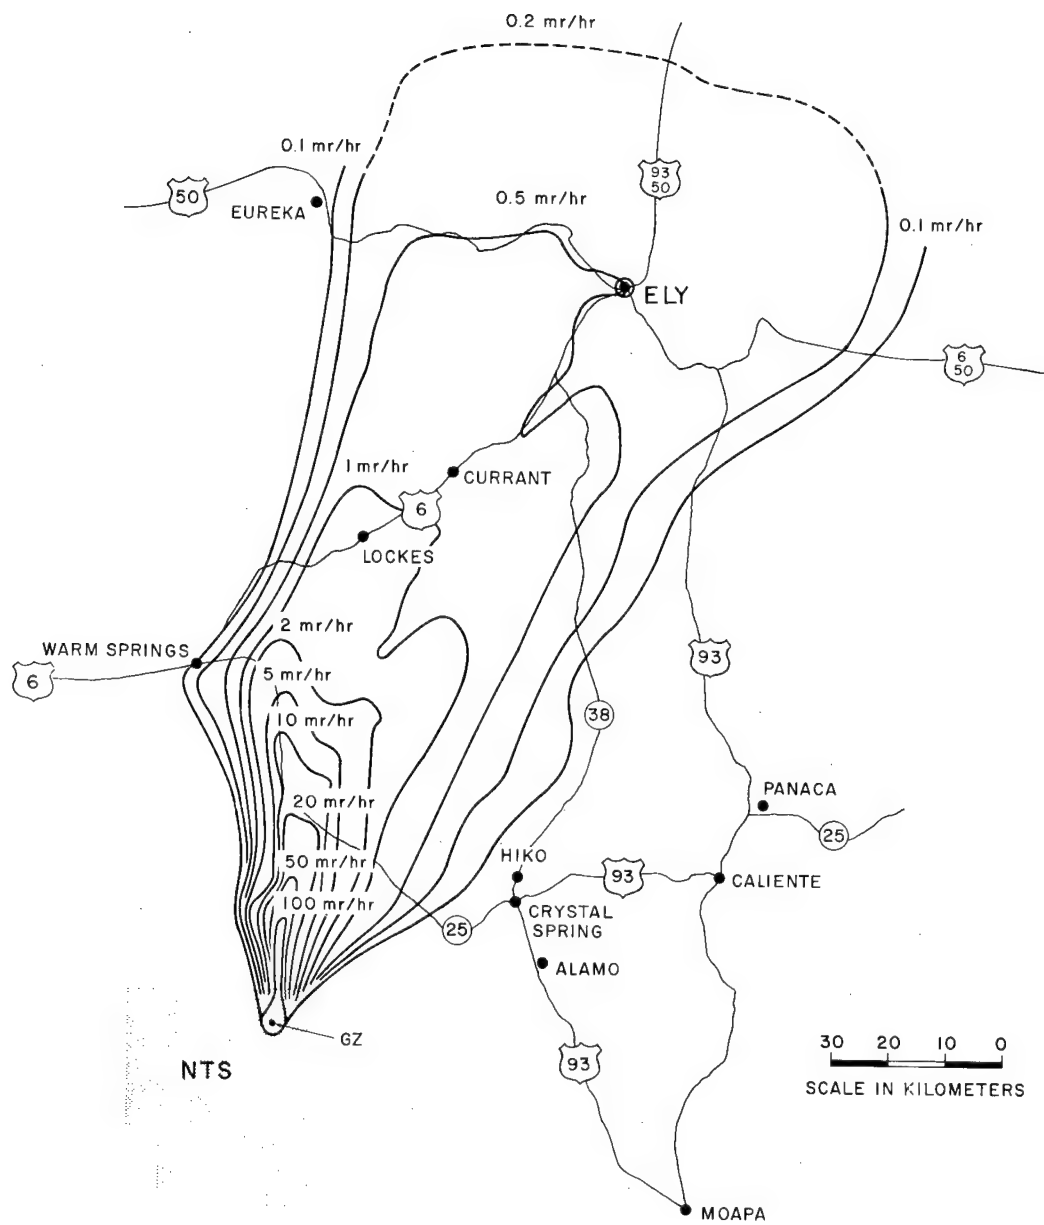 0.2 mr/hr
0.1 mr/hr
93
50
50
EUREKA
0.5 mr/hr
0.1 mr/hr
ELY
6
50
1 mr/hr
CURRANT
6
LOCKES
2 mr/hr
WARM SPRINGS
6
5 mr/hr
93
10 mr/hr
38
PANACA
20 mr/hr
25
50 mr/hr
HIKO
93
CALIENTE
100 mr/hr
CRYSTAL
SPRING
25
ALAMO
GZ
93
NTS
30 20 10 0
SCALE IN KILOMETERS
MOAPA